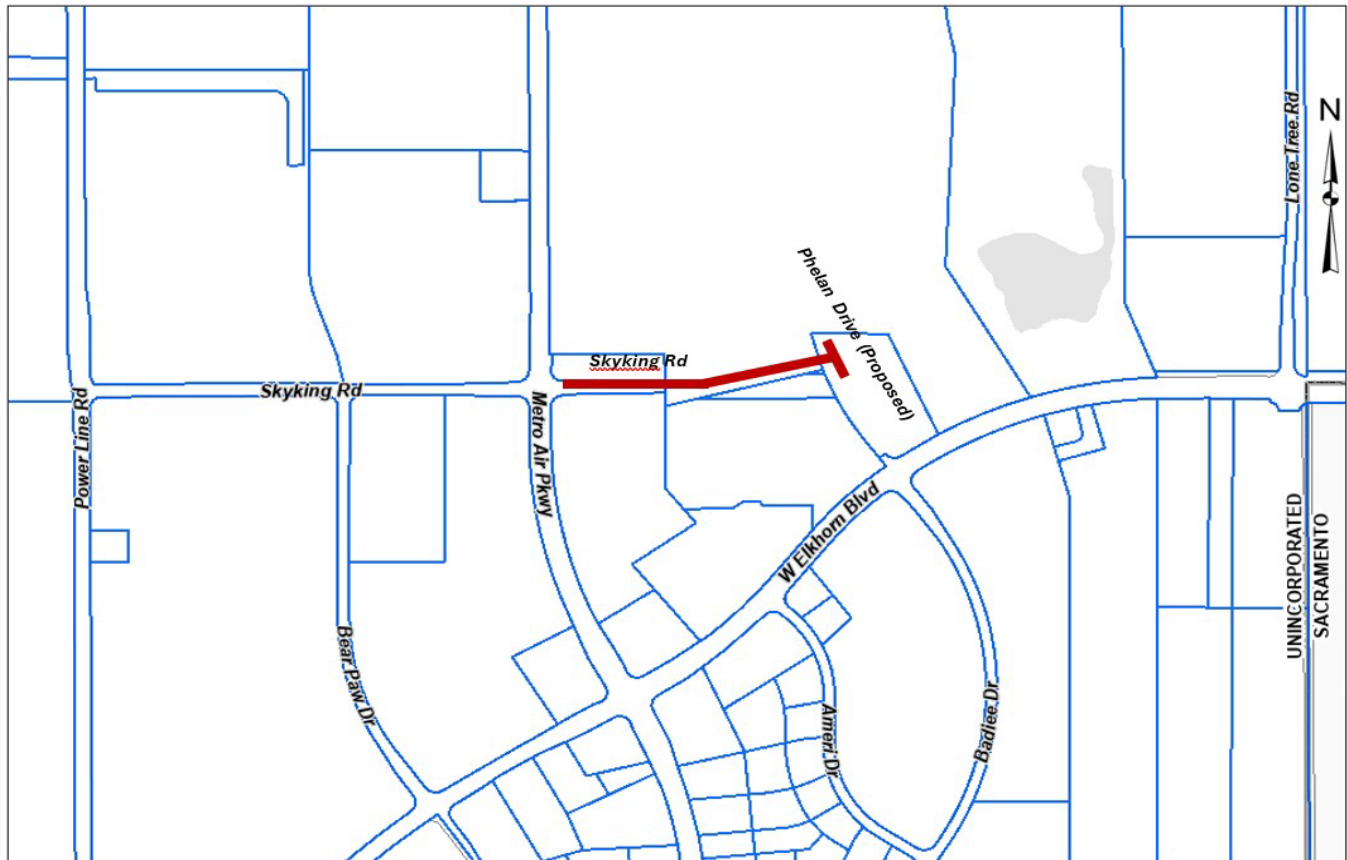 N
Lone Tree Rd
Phelan Drive (Proposed)
Skyking Rd
Skyking Rd
Power Line Rd
Metro Air Pkwy
W Elkhorn Blvd
UNINCORPORATED
SACRAMENTO
Bear Paw Dr
Ameri Dr
Badiee Dr